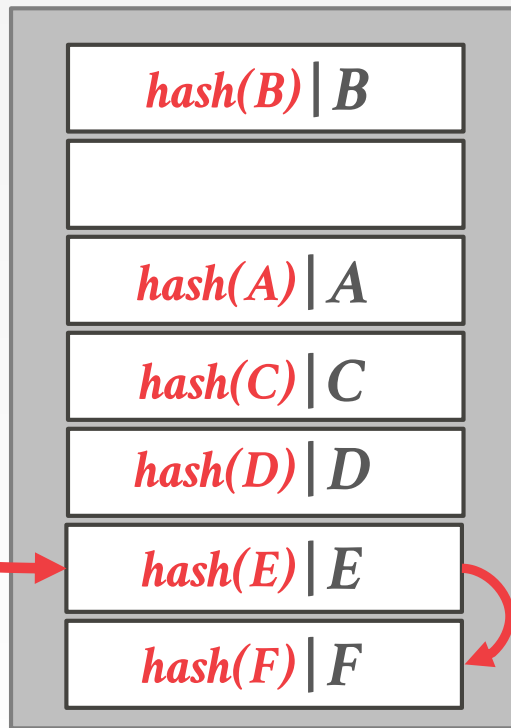 hash(B) | B
hash(A) | A
hash(C) | C
hash(D) | D
hash(E) | E
hash(F) | F